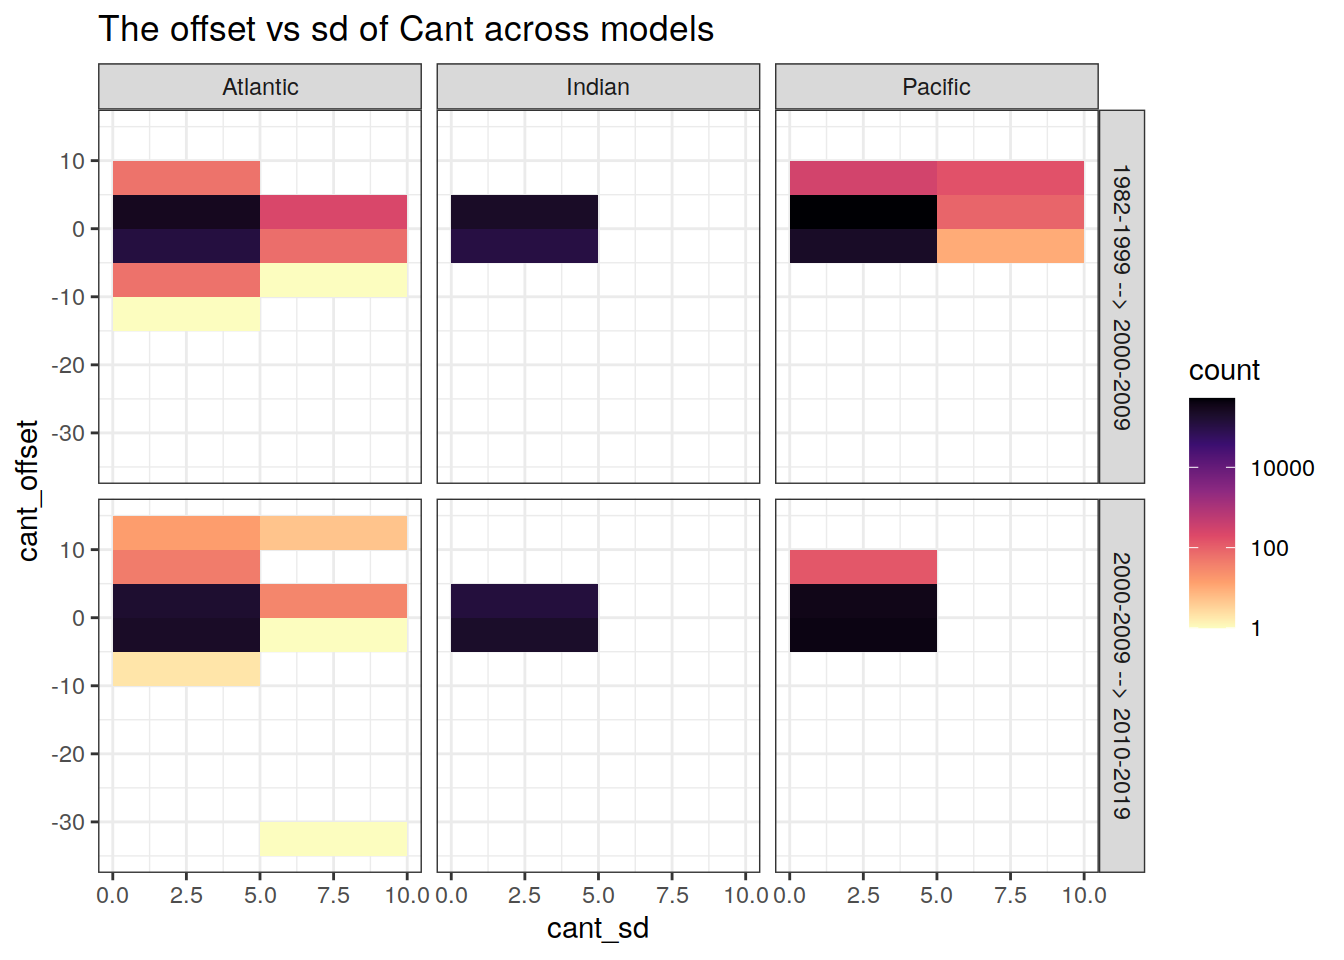 The offset vs sd of Cant across models
Atlantic
Indian
Pacific
10
0
-10
-20
-30
1982-1999 --> 2000-2009
10
0
-10
-20
-30
2000-2009 --> 2010-2019
cant_offset
0.0 2.5 5.0 7.5 10.0
0.0 2.5 5.0 7.5 10.0
0.0 2.5 5.0 7.5 10.0
cant_sd
count
10000
100
1